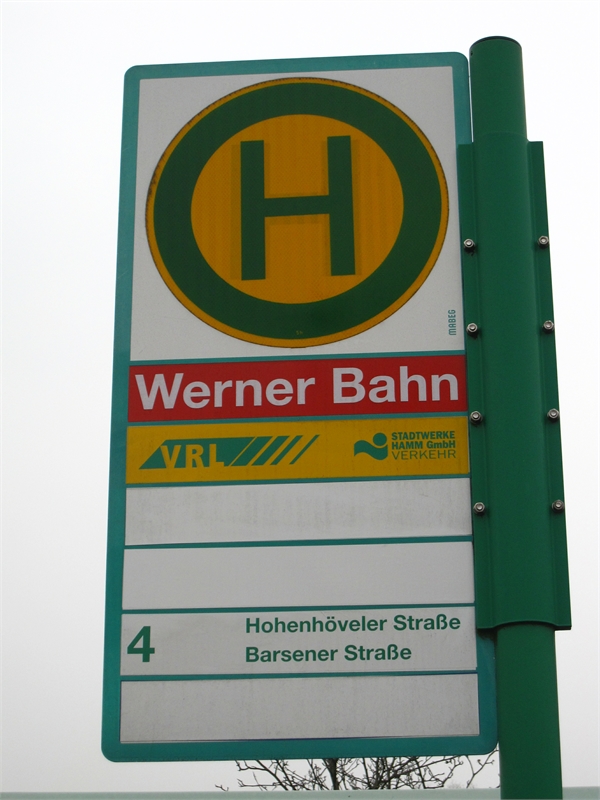 H
MABEG
Werner Bahn
VRL
STADTWERKE
HAMM GmbH
VERKEHR
4
Hohenhöveler Straße
Barsener Straße